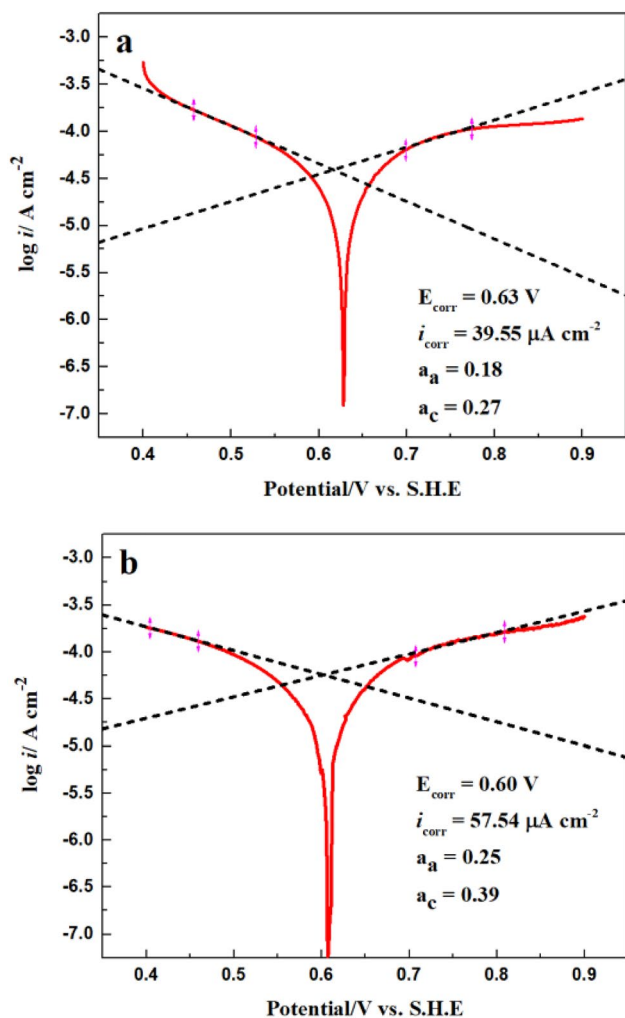 a
-3.0
-3.5
-4.0
-4.5
-5.0
-5.5
-6.0
-6.5
-7.0
log i/ A cm-2
E_corr = 0.63 V
i_corr = 39.55 μA cm-2
a_a = 0.18
a_c = 0.27
0.4 0.5 0.6 0.7 0.8 0.9
Potential/V vs. S.H.E
b
-3.0
-3.5
-4.0
-4.5
-5.0
-5.5
-6.0
-6.5
-7.0
log i/ A cm-2
E_corr = 0.60 V
i_corr = 57.54 μA cm-2
a_a = 0.25
a_c = 0.39
0.4 0.5 0.6 0.7 0.8 0.9
Potential/V vs. S.H.E